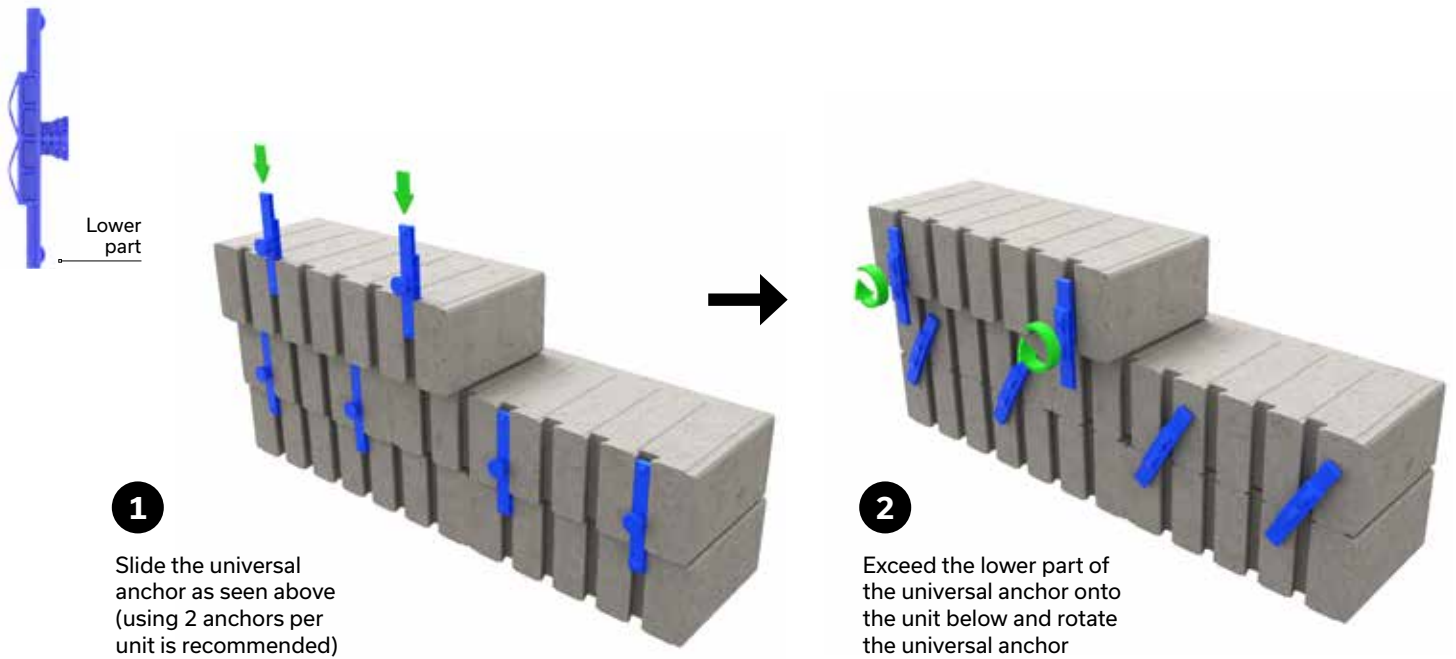 Lower
part
1
Slide the universal
anchor as seen above
(using 2 anchors per
unit is recommended)
2
Exceed the lower part of
the universal anchor onto
the unit below and rotate
the universal anchor